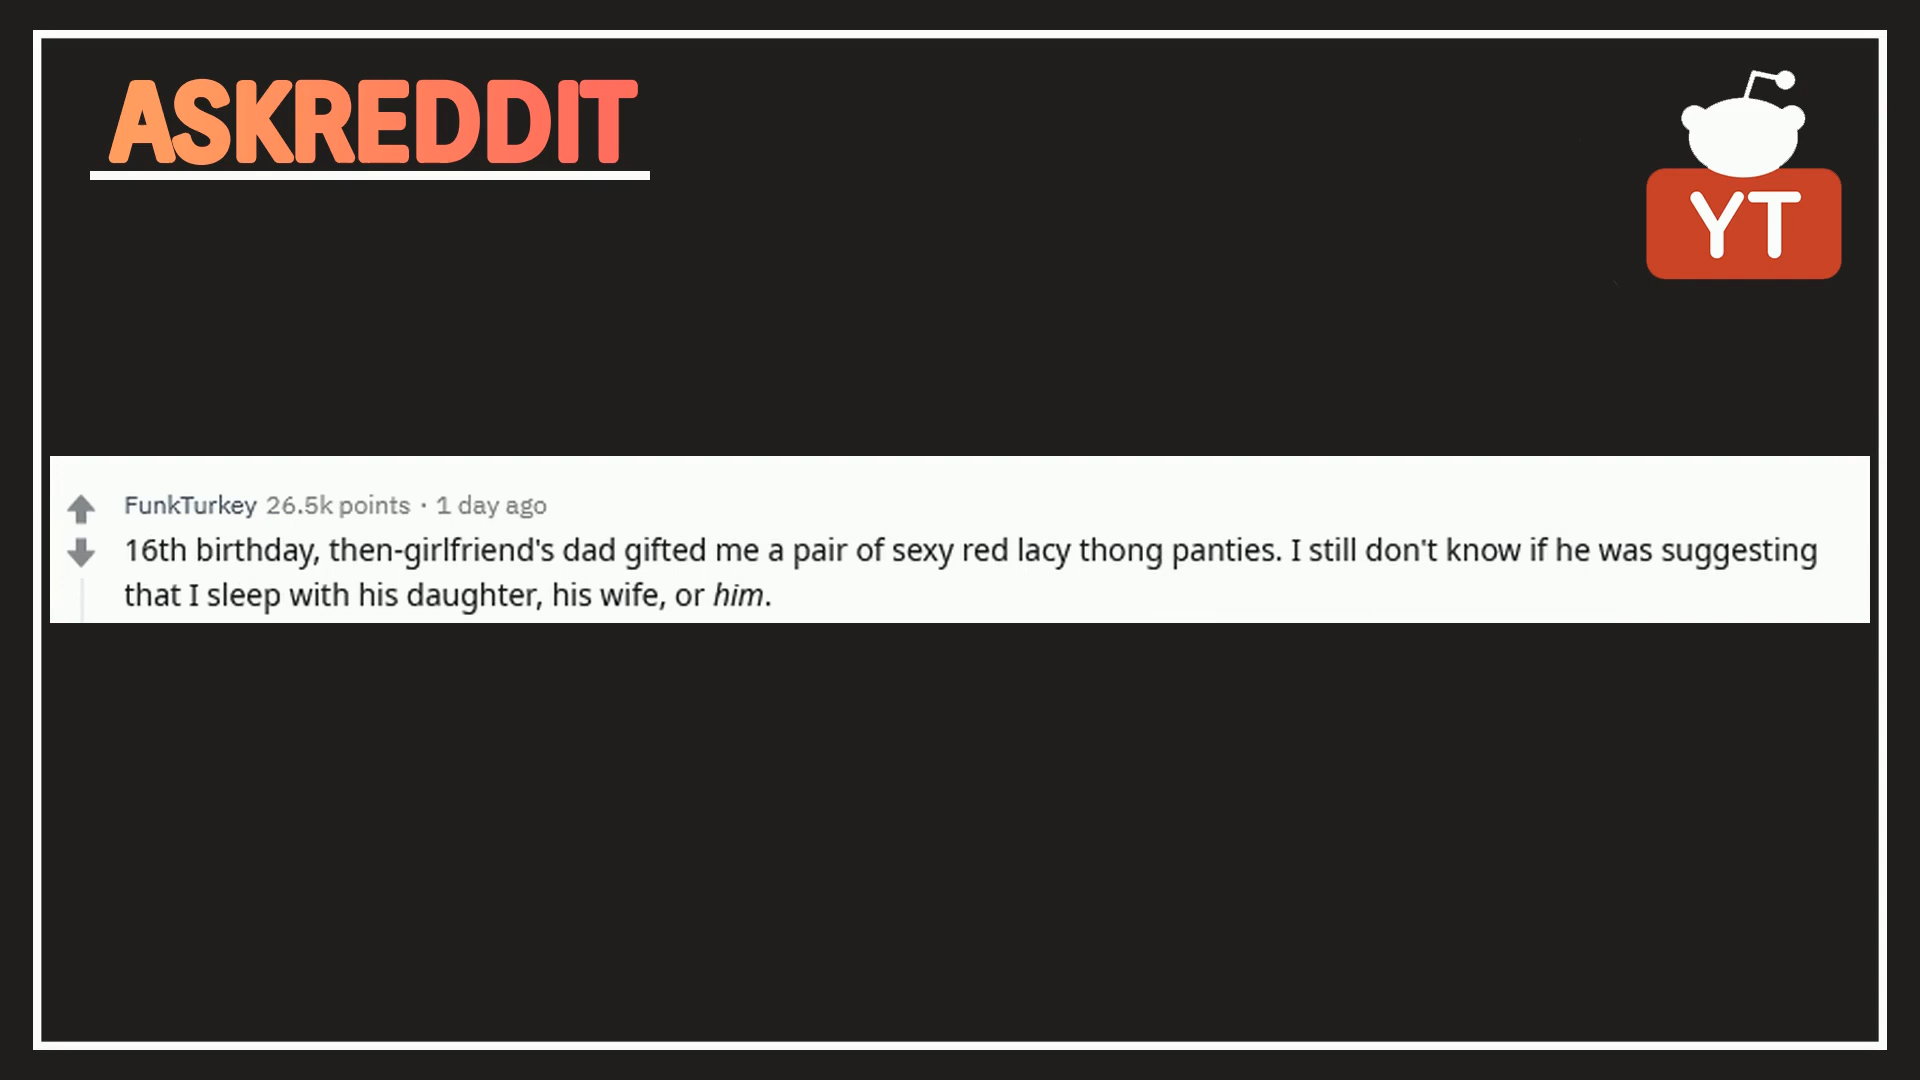 ASKREDDIT
YT
FunkTurkey 26.5k points · 1 day ago
16th birthday, then-girlfriend's dad gifted me a pair of sexy red lacy thong panties. I still don't know if he was suggesting
that I sleep with his daughter, his wife, or him.